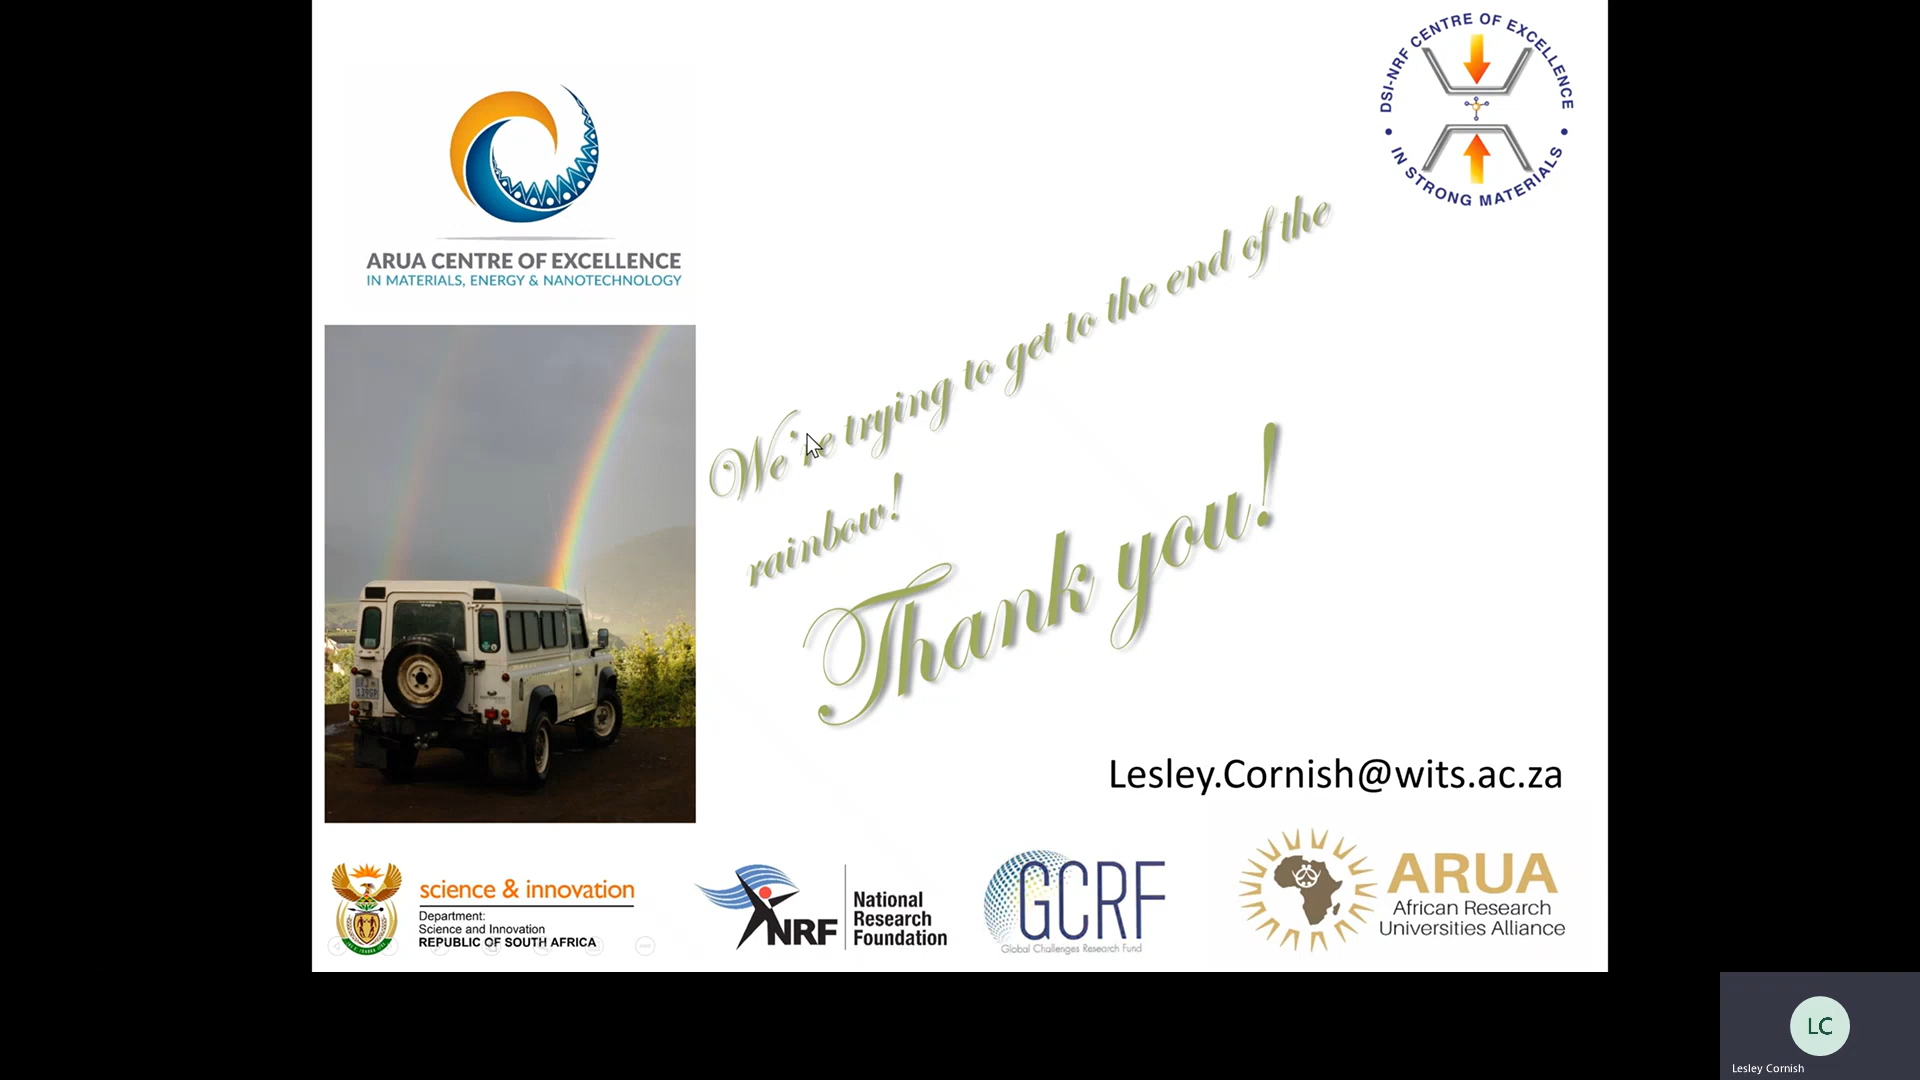 DSI-NRF CENTRE OF EXCELLENCE
• IN STRONG MATERIALS •
ARUA CENTRE OF EXCELLENCE
IN MATERIALS, ENERGY & NANOTECHNOLOGY
We're trying to get to the end of the
rainbow!
Thank you!
Lesley.Cornish@wits.ac.za
science & innovation
Department:
Science and Innovation
REPUBLIC OF SOUTH AFRICA
NRF
National
Research
Foundation
GCRF
Global Challenges Research Fund
ARUA
African Research
Universities Alliance
LC
Lesley Cornish